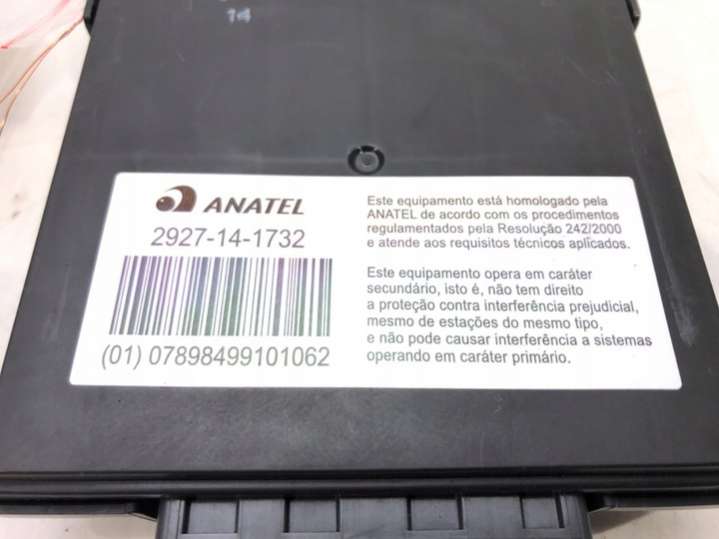 14
ANATEL
2927-14-1732
(01) 07898499101062
Este equipamento está homologado pela
ANATEL de acordo com os procedimentos
regulamentados pela Resolução 242/2000
e atende aos requisitos técnicos aplicados.
Este equipamento opera em caráter
secundário, isto é, não tem direito
a proteção contra interferência prejudicial,
mesmo de estações do mesmo tipo,
e não pode causar interferência a sistemas
operando em caráter primário.